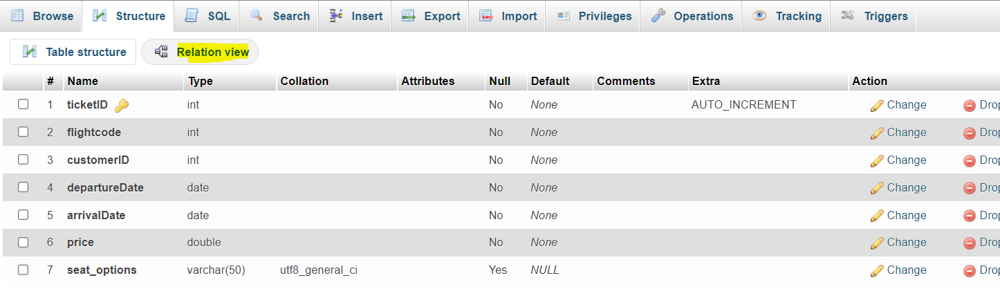 Browse Structure SQL Search Insert Export Import Privileges Operations Tracking Triggers
Table structure Relation view
# Name Type Collation Attributes Null Default Comments Extra Action
1 ticketID int No None AUTO_INCREMENT Change Drop
2 flightcode int No None Change Drop
3 customerID int No None Change Drop
4 departureDate date No None Change Drop
5 arrivalDate date No None Change Drop
6 price double No None Change Drop
7 seat_options varchar(50) utf8_general_ci Yes NULL Change Drop